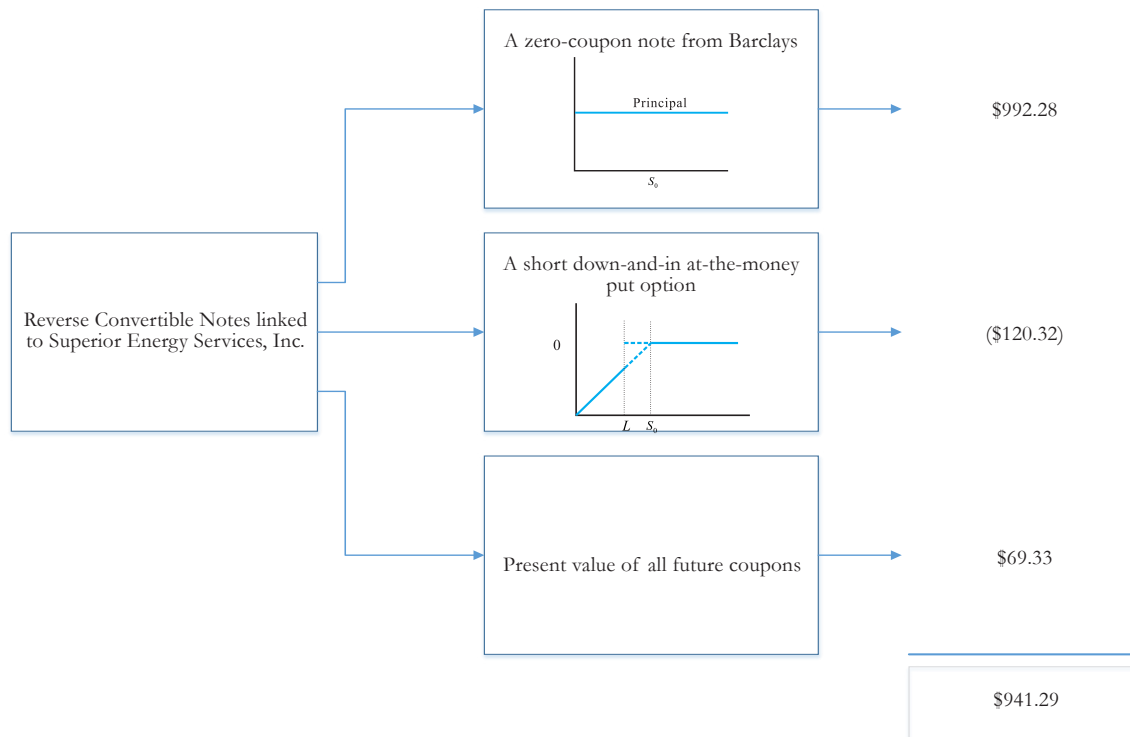 A zero-coupon note from Barclays
Principal
S₀
$992.28
Reverse Convertible Notes linked
to Superior Energy Services, Inc.
A short down-and-in at-the-money
put option
0
L S₀
($120.32)
Present value of all future coupons
$69.33
$941.29